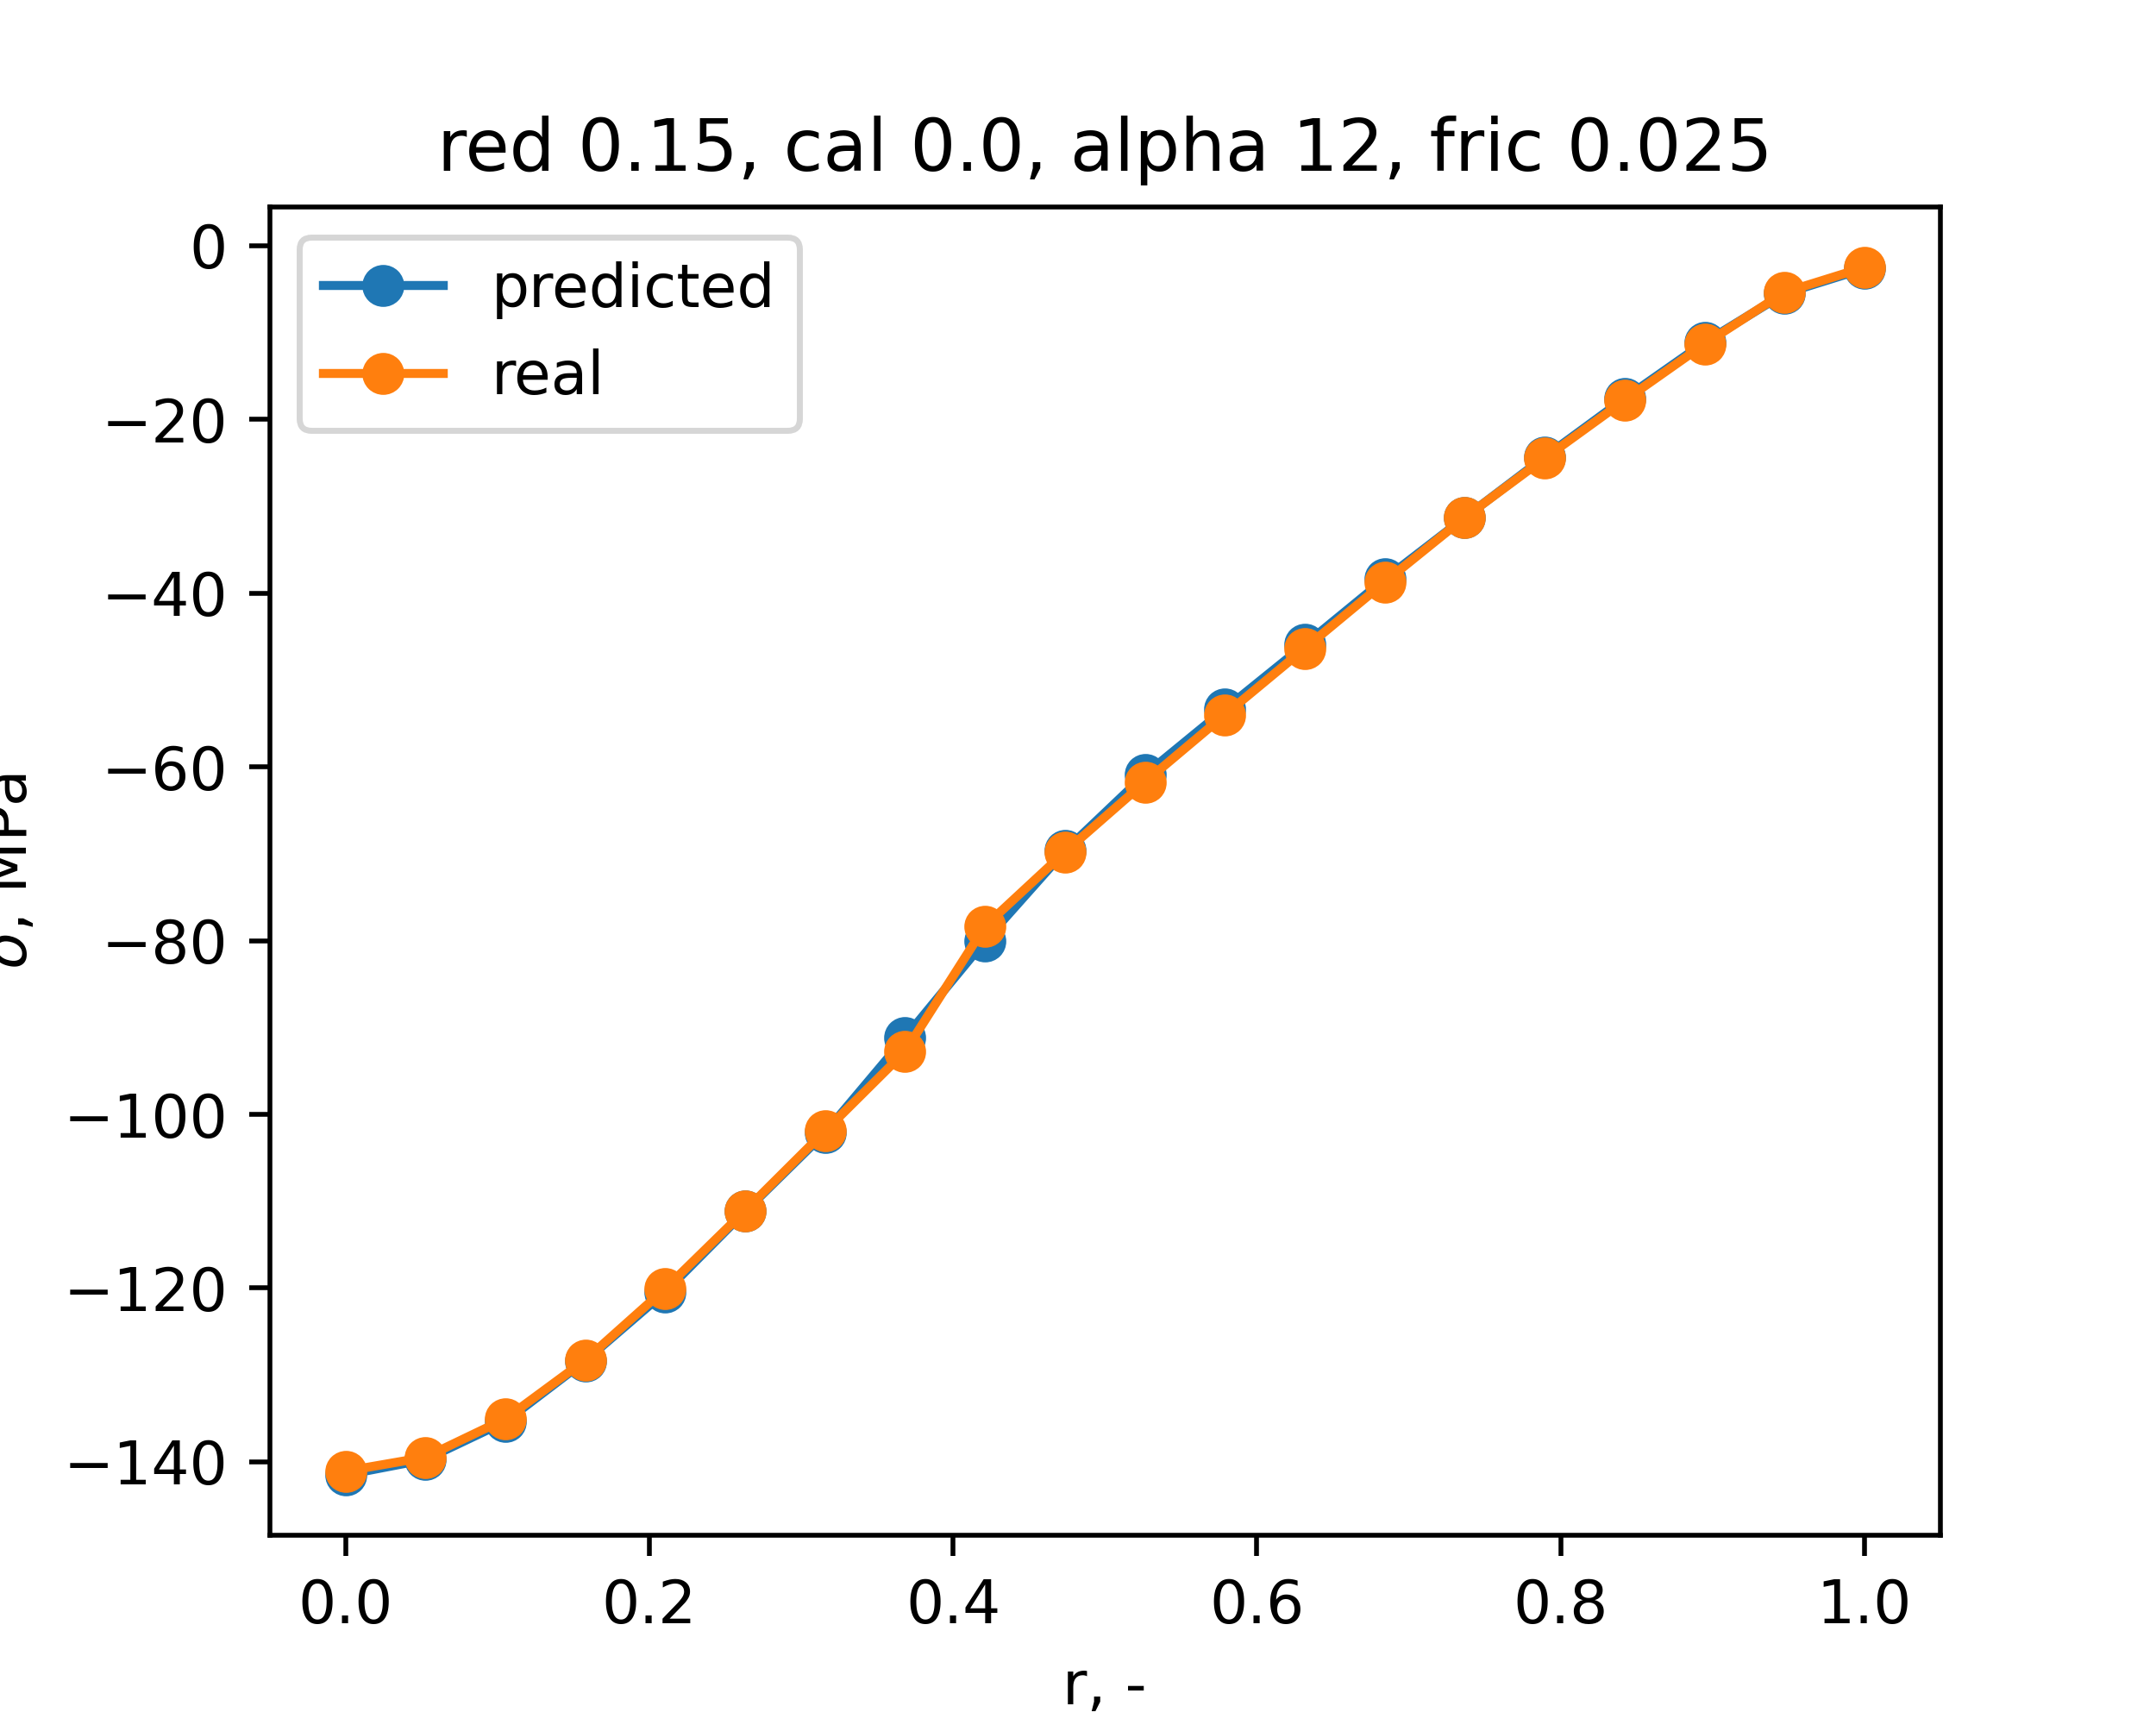 red 0.15, cal 0.0, alpha 12, fric 0.025
predicted
real
0
−20
−40
−60
−80
−100
−120
−140
σ, MPa
0.0 0.2 0.4 0.6 0.8 1.0
r, -